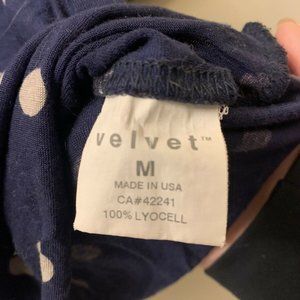 velvet™
M
MADE IN USA
CA#42241
100% LYOCELL